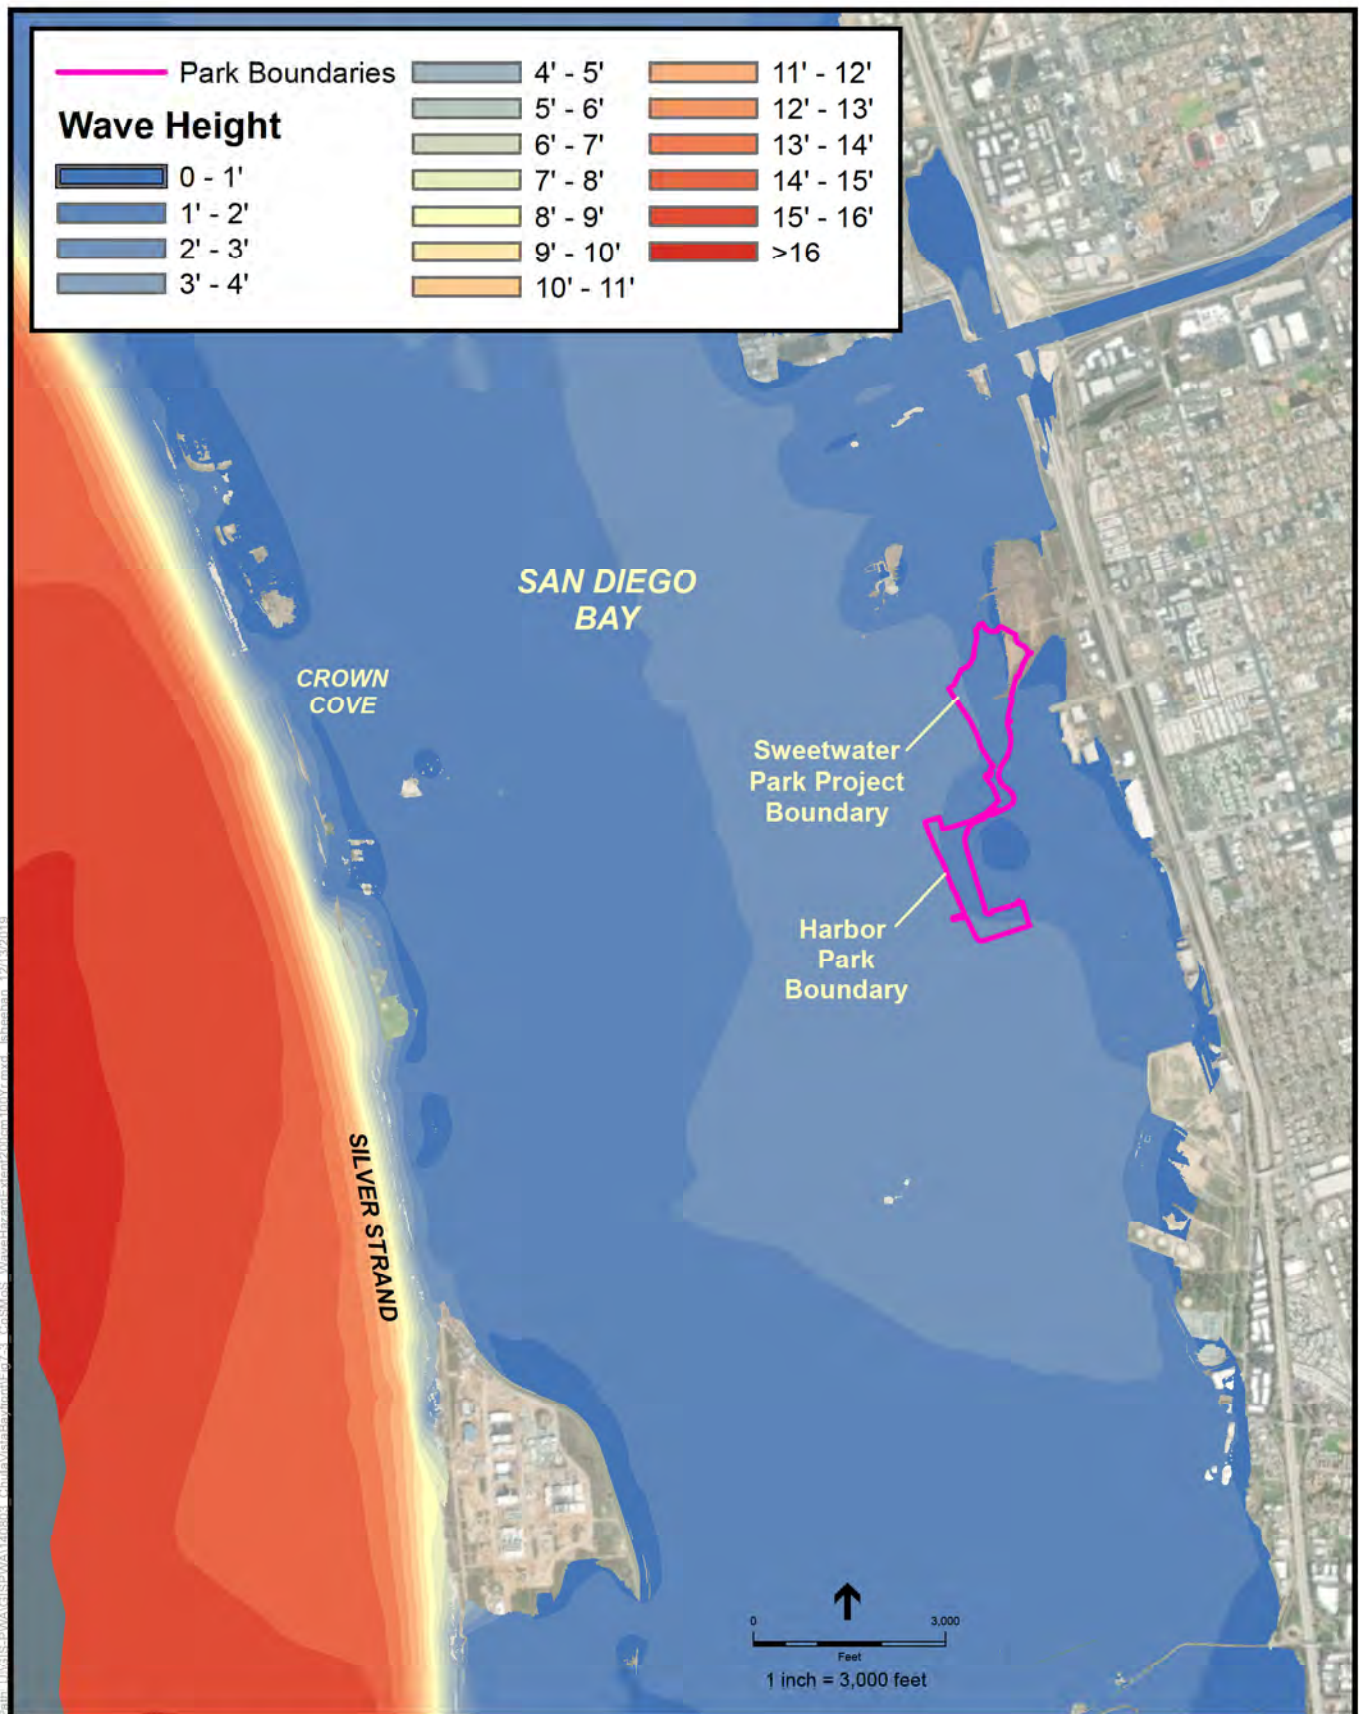 Park Boundaries
Wave Height
0 - 1'
1' - 2'
2' - 3'
3' - 4'
4' - 5'
5' - 6'
6' - 7'
7' - 8'
8' - 9'
9' - 10'
10' - 11'
11' - 12'
12' - 13'
13' - 14'
14' - 15'
15' - 16'
>16
SAN DIEGO
BAY
CROWN
COVE
Sweetwater
Park Project
Boundary
Harbor
Park
Boundary
SILVER STRAND
0
3,000
Feet
1 inch = 3,000 feet